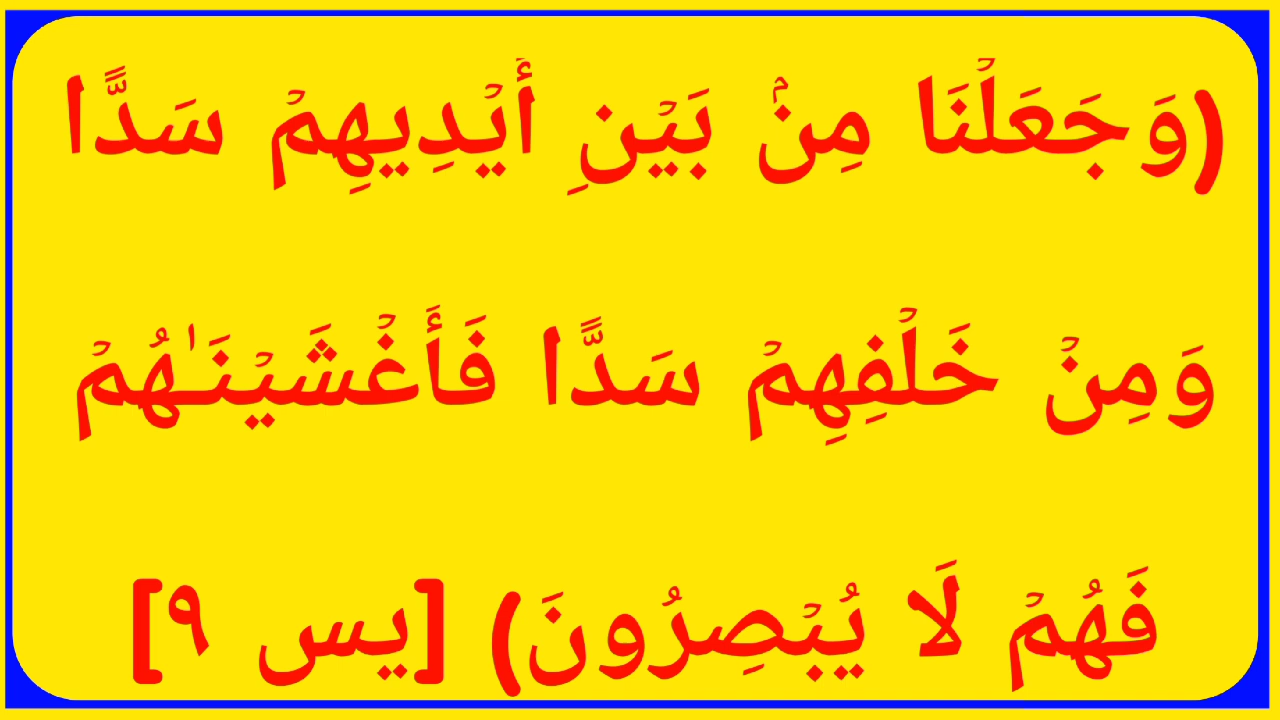 (وَجَعَلۡنَا مِنۢ بَيۡنِ أَيۡدِيهِمۡ سَدًّا
وَمِنۡ خَلۡفِهِمۡ سَدًّا فَأَغۡشَيۡنَـٰهُمۡ
فَهُمۡ لَا يُبۡصِرُونَ) [يس ٩]